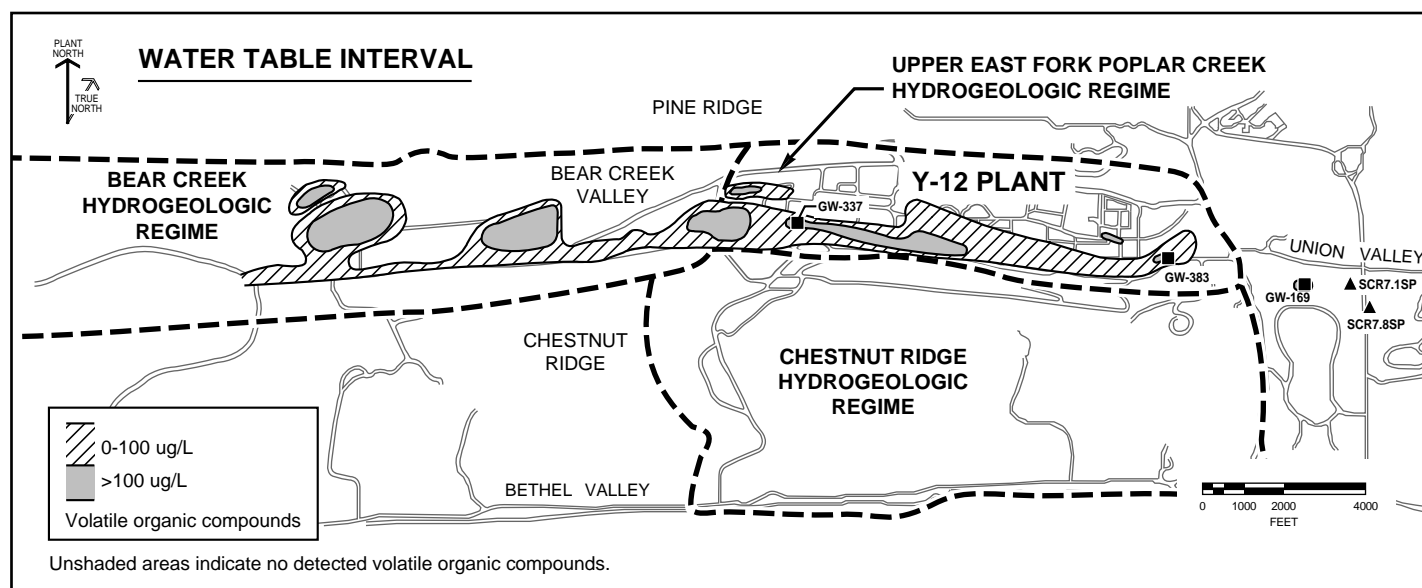 PLANT
NORTH
TRUE
NORTH
WATER TABLE INTERVAL
PINE RIDGE
UPPER EAST FORK POPLAR CREEK
HYDROGEOLOGIC REGIME
BEAR CREEK
HYDROGEOLOGIC
REGIME
BEAR CREEK
VALLEY
Y-12 PLANT
GW-337
UNION VALLEY
GW-383
GW-169
SCR7.1SP
SCR7.8SP
CHESTNUT
RIDGE
CHESTNUT RIDGE
HYDROGEOLOGIC
REGIME
0-100 ug/L
>100 ug/L
Volatile organic compounds
BETHEL VALLEY
0 1000 2000 4000
FEET
Unshaded areas indicate no detected volatile organic compounds.